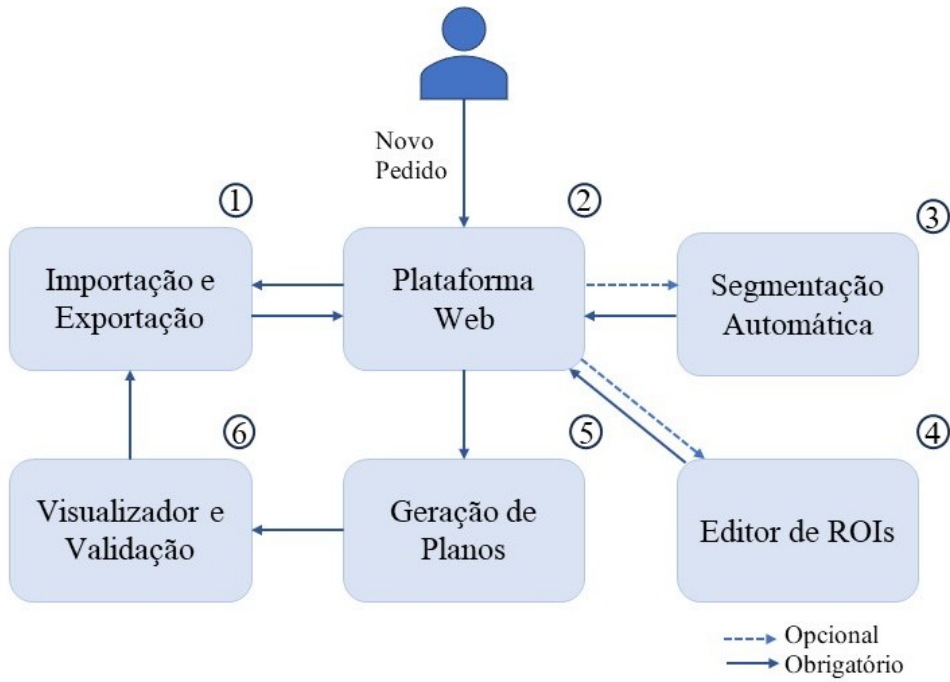 Novo
Pedido
①
②
③
Importação e
Exportação
Plataforma
Web
Segmentação
Automática
⑥
⑤
④
Visualizador e
Validação
Geração de
Planos
Editor de ROIs
Opcional
Obrigatório